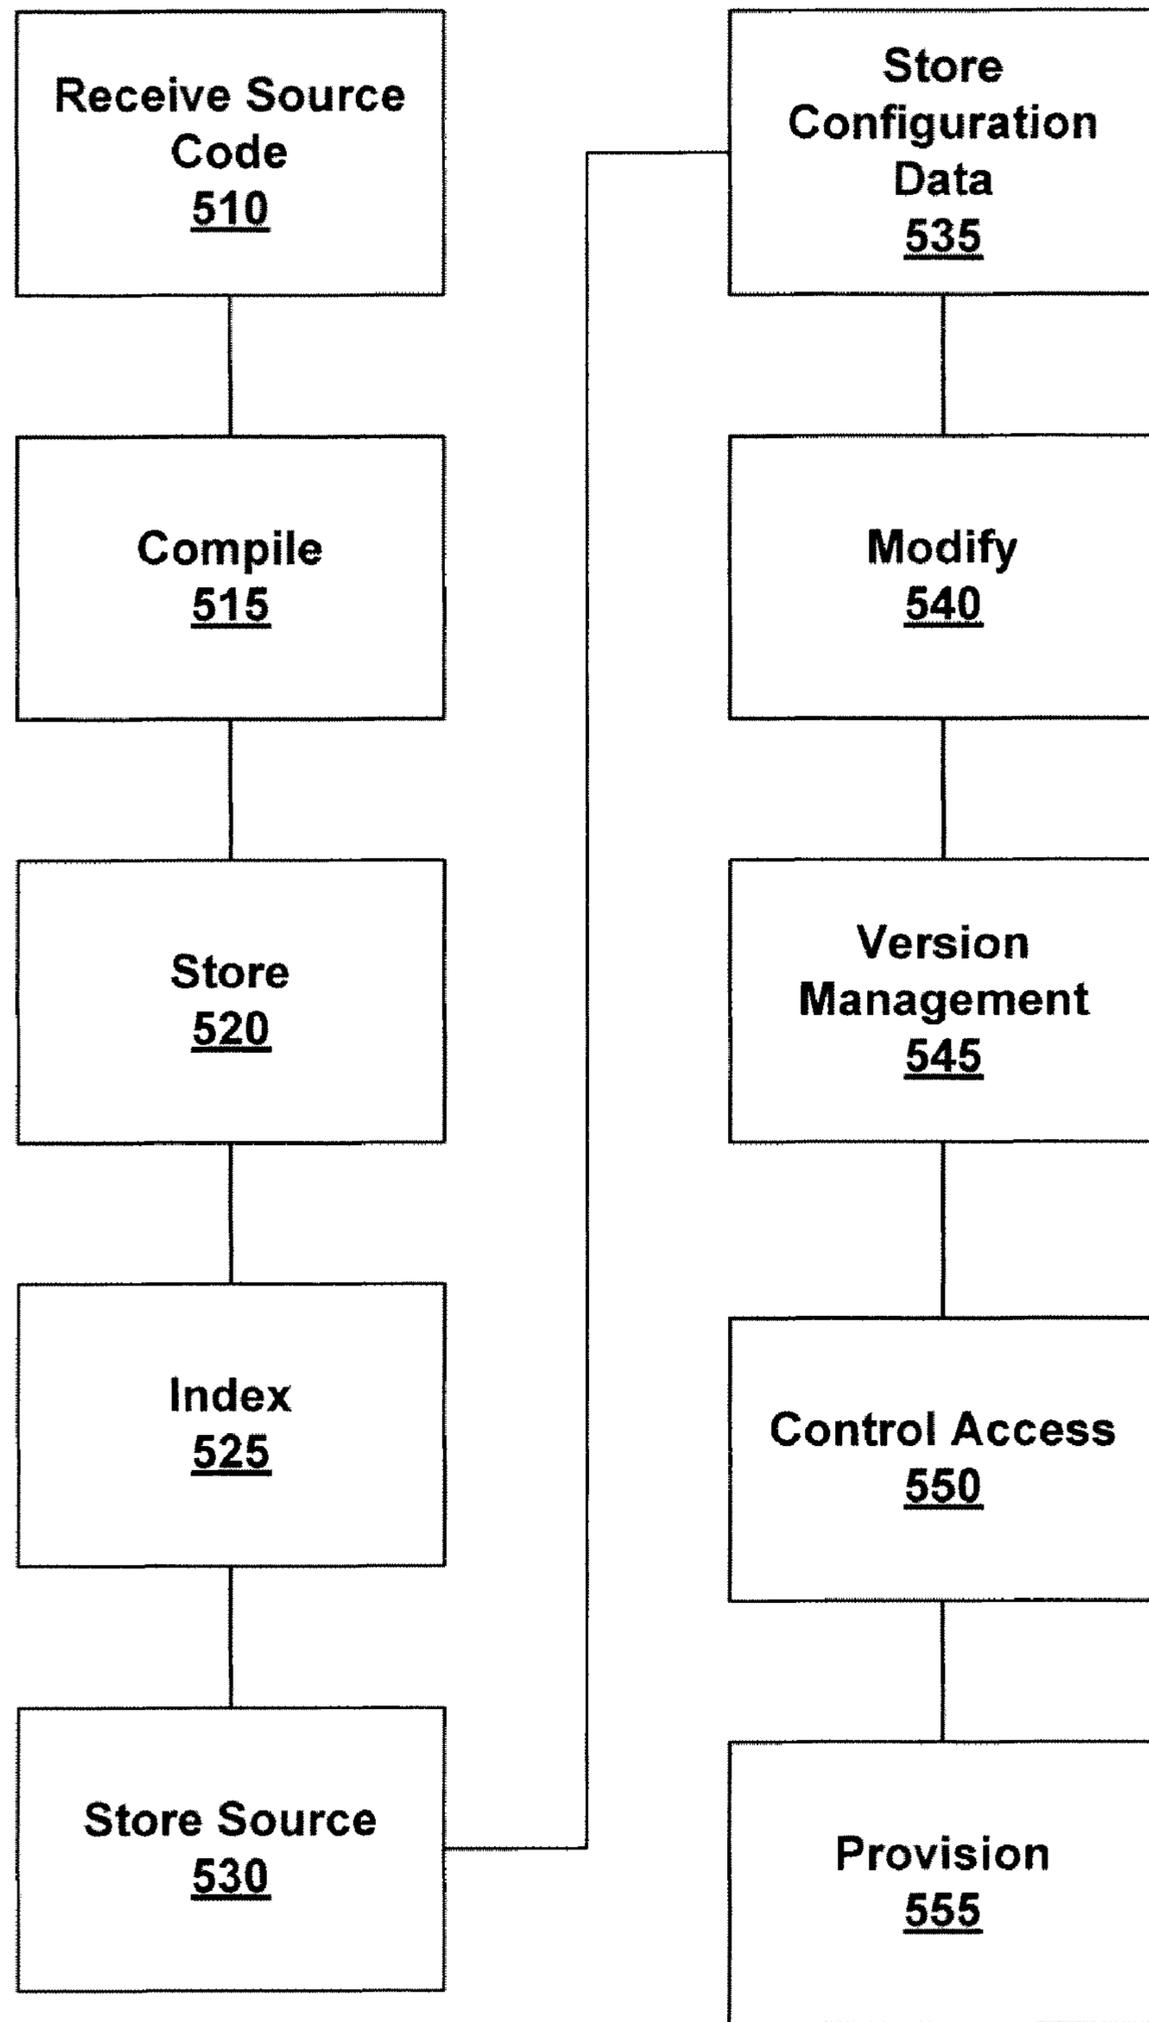 Receive Source
Code
510
Compile
515
Store
520
Index
525
Store Source
530
Store
Configuration
Data
535
Modify
540
Version
Management
545
Control Access
550
Provision
555